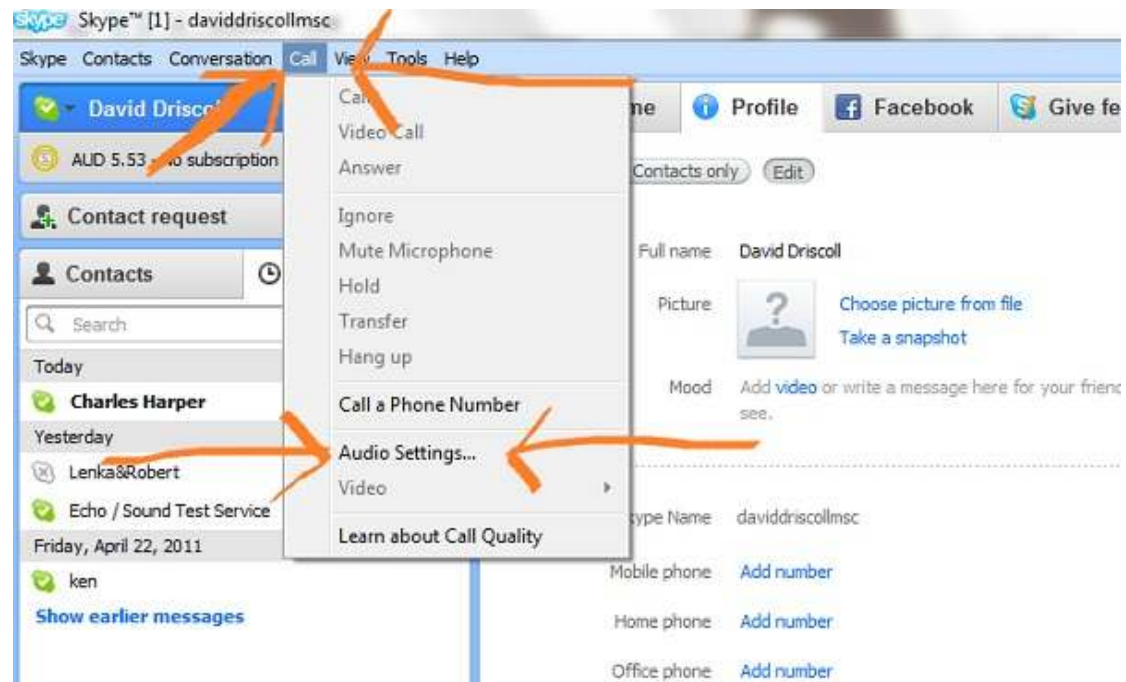 skype Skype™ [1] - daviddriscollmsc
Skype Contacts Conversation Call View Tools Help
David Driscoll
AUD 5.53 - No subscription
Contact request
Contacts
Search
Today
Charles Harper
Yesterday
Lenka&Robert
Echo / Sound Test Service
Friday, April 22, 2011
ken
Show earlier messages
Call
Video Call
Answer
Ignore
Mute Microphone
Hold
Transfer
Hang up
Call a Phone Number
Audio Settings...
Video
Learn about Call Quality
me Profile Facebook Give fe
Contacts only Edit
Full name David Driscoll
Picture ? Choose picture from file
Take a snapshot
Mood Add video or write a message here for your friend
see.
kype Name daviddriscollmsc
Mobile phone Add number
Home phone Add number
Office phone Add number